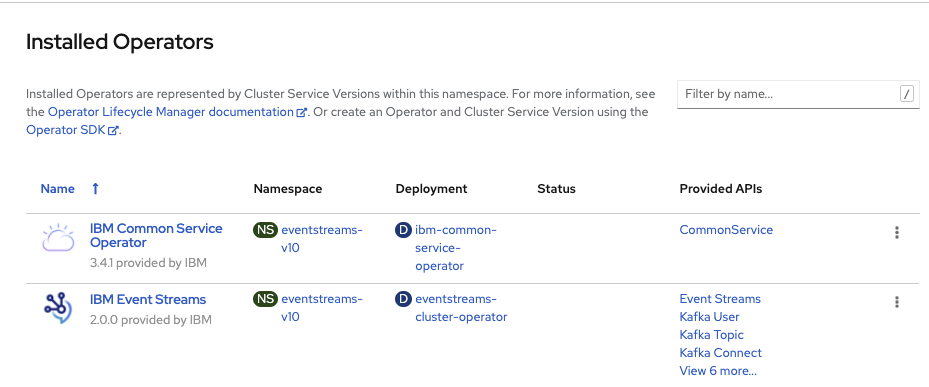 Installed Operators
Installed Operators are represented by Cluster Service Versions within this namespace. For more information, see
the Operator Lifecycle Manager documentation. Or create an Operator and Cluster Service Version using the
Operator SDK.
Filter by name...
/
Name Namespace Deployment Status Provided APIs
IBM Common Service
Operator
3.4.1 provided by IBM
NS eventstreams-
v10
D ibm-common-
service-
operator
CommonService
IBM Event Streams
2.0.0 provided by IBM
NS eventstreams-
v10
D eventstreams-
cluster-operator
Event Streams
Kafka User
Kafka Topic
Kafka Connect
View 6 more...